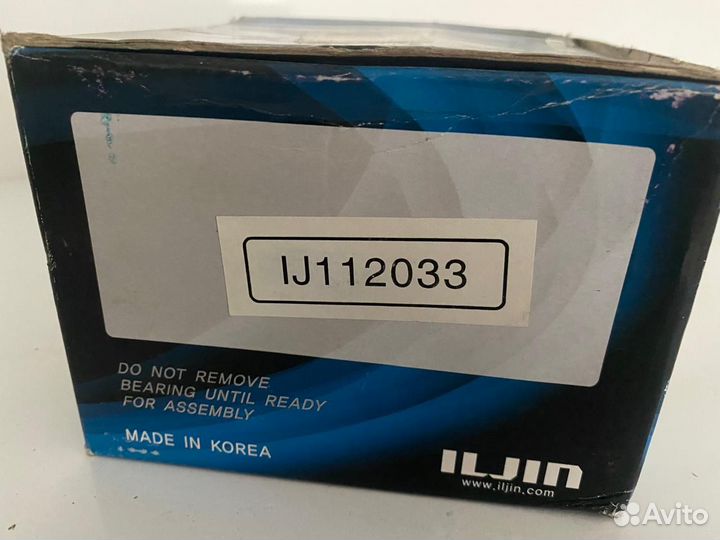 IJ112033
DO NOT REMOVE
BEARING UNTIL READY
FOR ASSEMBLY
MADE IN KOREA
ILJIN
www.iljin.com
Avito